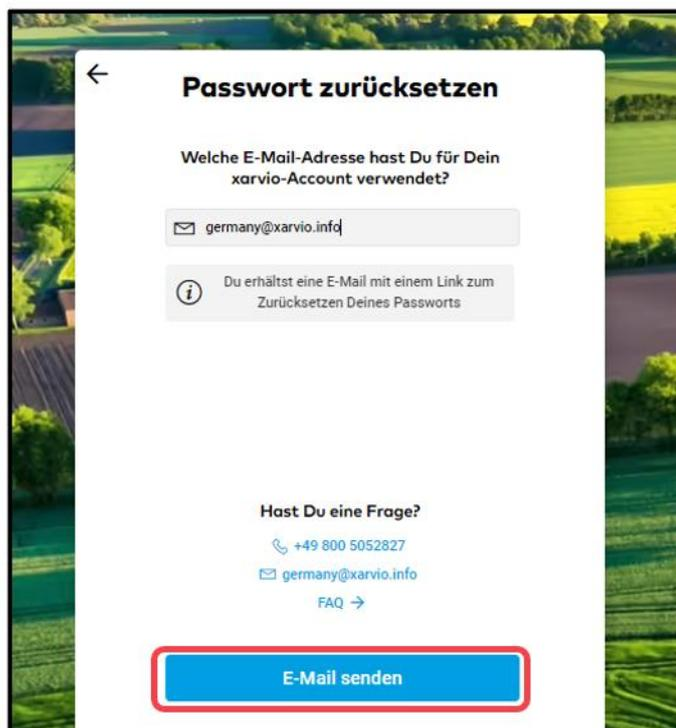 Passwort zurücksetzen
Welche E-Mail-Adresse hast Du für Dein
xarvio-Account verwendet?
germany@xarvio.info
Du erhältst eine E-Mail mit einem Link zum
Zurücksetzen Deines Passworts
Hast Du eine Frage?
+49 800 5052827
germany@xarvio.info
FAQ →
E-Mail senden